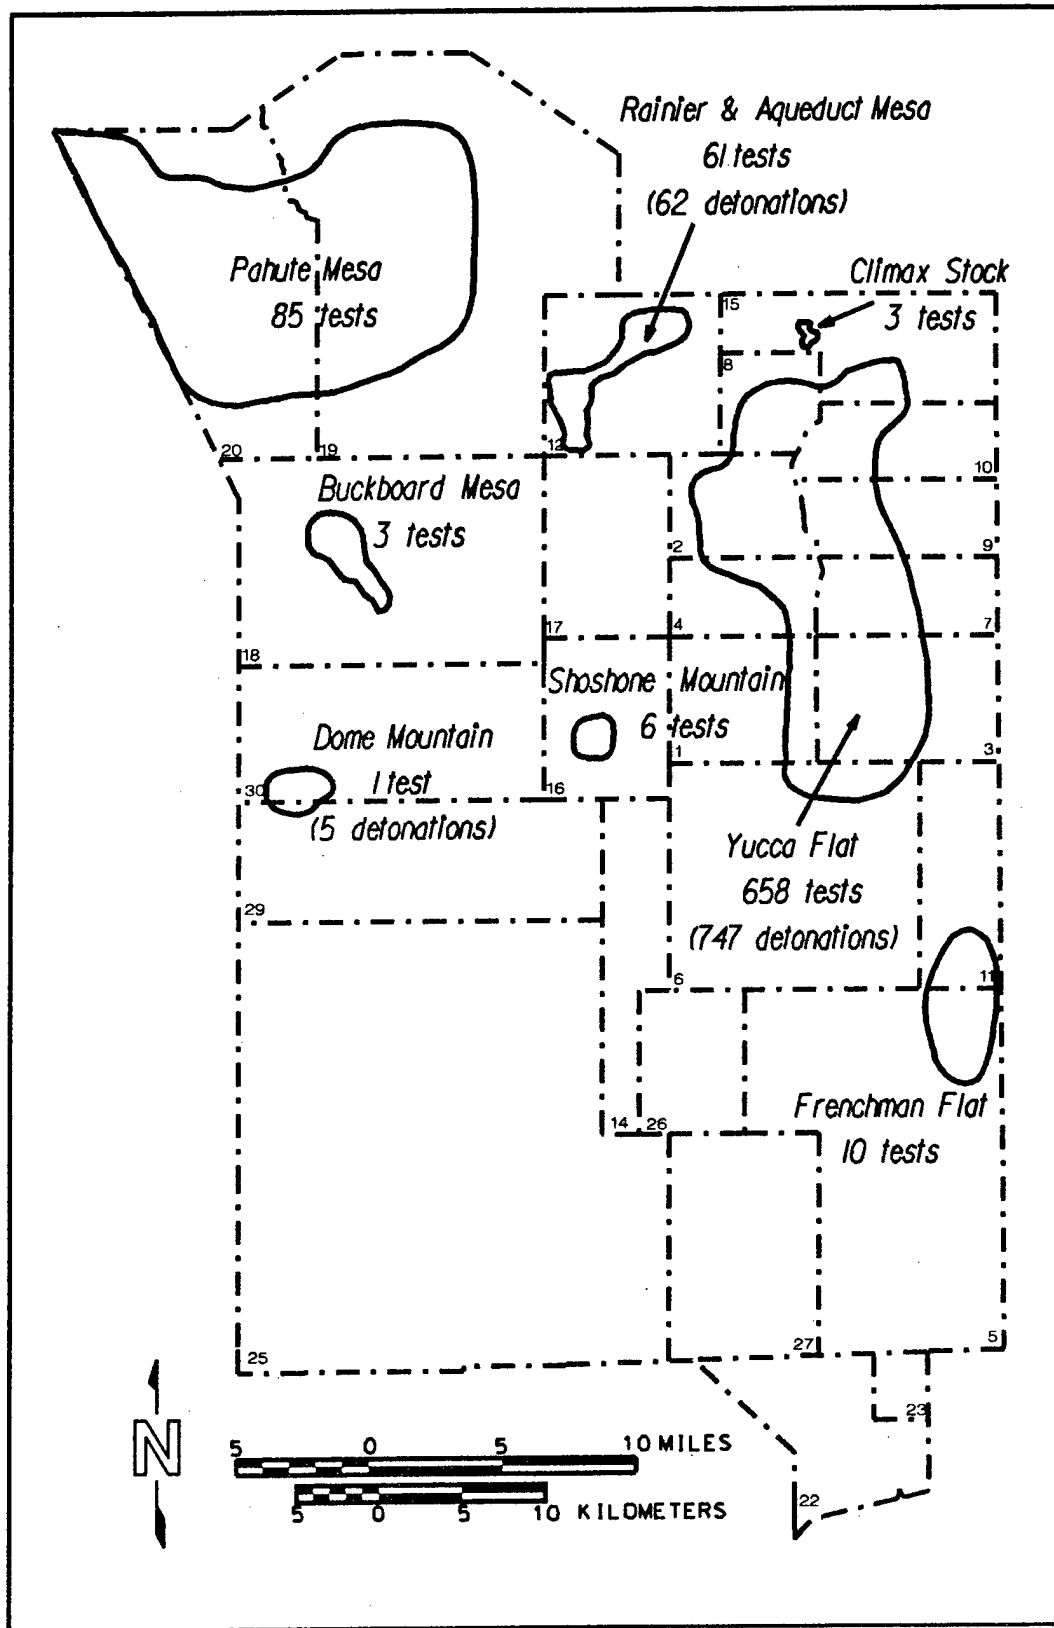 Rainier & Aqueduct Mesa
61 tests
(62 detonations)
Pahute Mesa
85 tests
Climax Stock
3 tests
15
8
20
19
12
10
Buckboard Mesa
3 tests
2
9
17
4
7
18
Shoshone Mountain
6 tests
Dome Mountain
1 test
(5 detonations)
30
16
1
3
Yucca Flat
658 tests
(747 detonations)
29
6
11
Frenchman Flat
10 tests
14
26
25
27
5
23
22
N
5 0 5 10 MILES
5 0 5 10 KILOMETERS